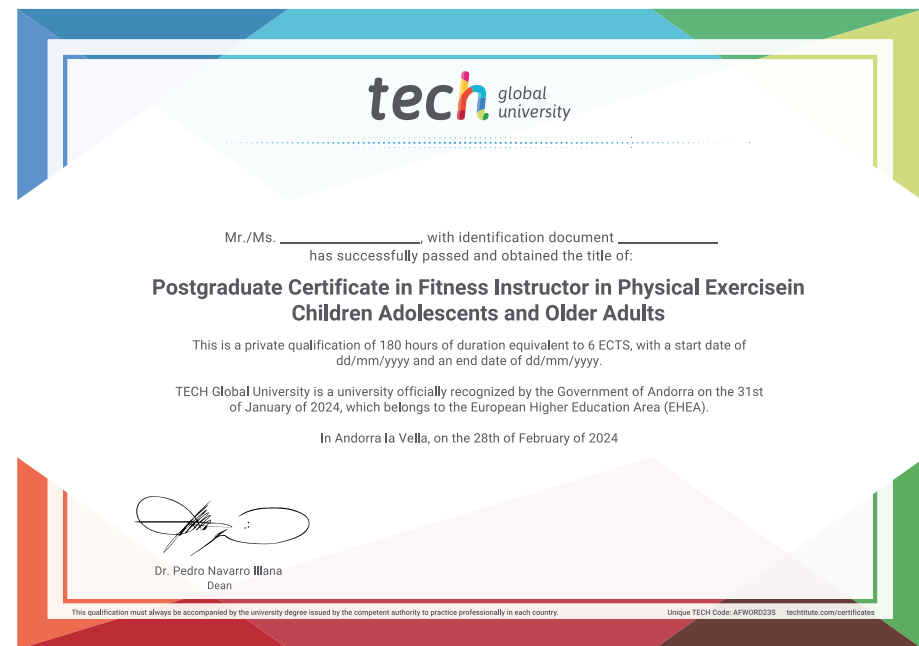 tech global
university
Mr./Ms. ____________, with identification document ____________
has successfully passed and obtained the title of:
Postgraduate Certificate in Fitness Instructor in Physical Exercisein
Children Adolescents and Older Adults
This is a private qualification of 180 hours of duration equivalent to 6 ECTS, with a start date of
dd/mm/yyyy and an end date of dd/mm/yyyy.
TECH Global University is a university officially recognized by the Government of Andorra on the 31st
of January of 2024, which belongs to the European Higher Education Area (EHEA).
In Andorra la Vella, on the 28th of February of 2024
Dr. Pedro Navarro Illana
Dean
This qualification must always be accompanied by the university degree issued by the competent authority to practice professionally in each country.
Unique TECH Code: AFWORD23S techtitute.com/certificates